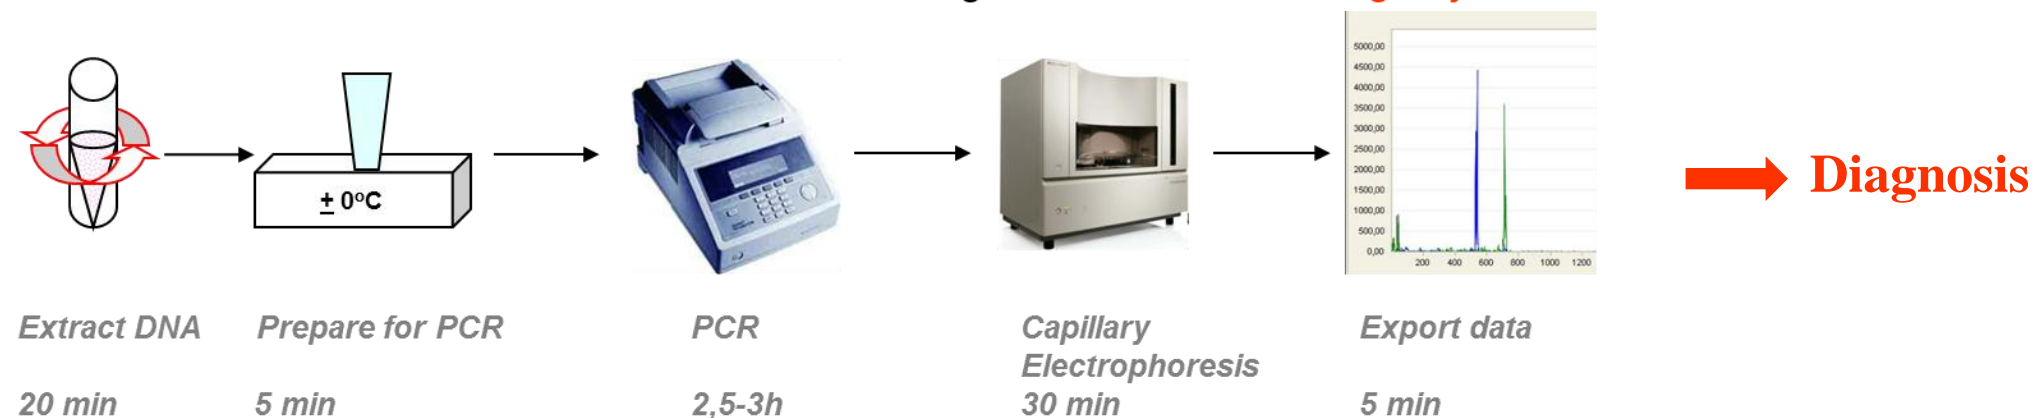 ± 0°C
Diagnosis
5000,00
4500,00
4000,00
3500,00
3000,00
2500,00
2000,00
1500,00
1000,00
500,00
0,00
200 400 600 800 1000 1200
Extract DNA
Prepare for PCR
PCR
Capillary
Electrophoresis
Export data
20 min
5 min
2,5-3h
30 min
5 min